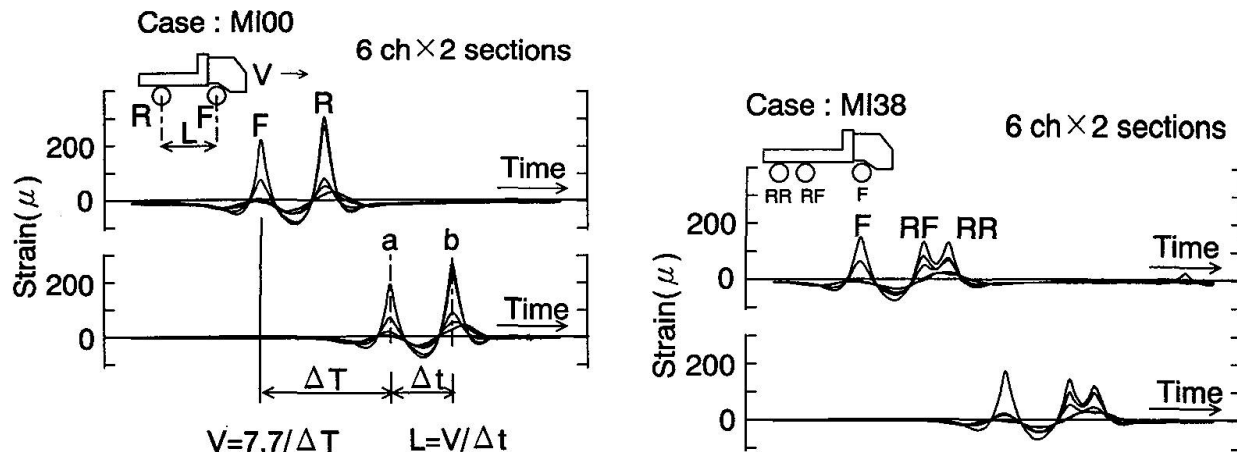 Case : MI00
6 ch×2 sections
V →
R
F
L
F
R
200
0
Time
Strain(μ)
a
b
200
0
Time
ΔT
Δt
V=7.7/ΔT
L=V/Δt
Case : MI38
6 ch×2 sections
RR
RF
F
F
RF
RR
200
0
Time
Strain(μ)
200
0
Time